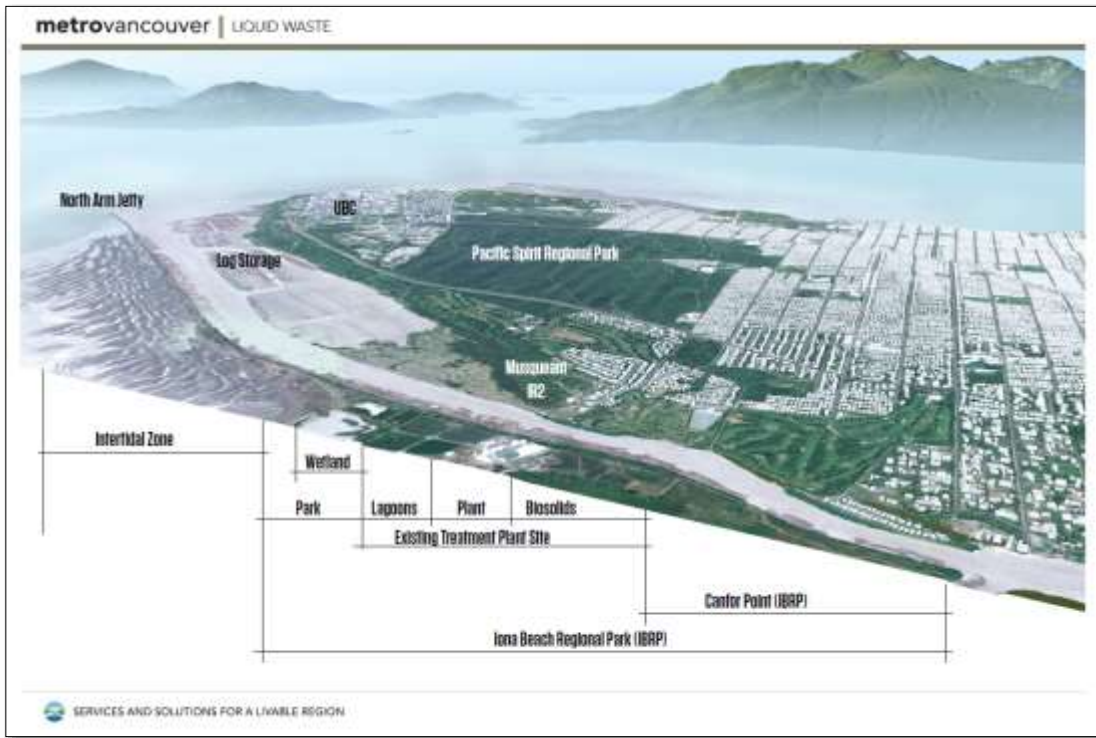 metrovancouver | LIQUID WASTE
North Arm Jetty
UBC
Log Storage
Pacific Spirit Regional Park
Musqueam
IR2
Intertidal Zone
Wetland
Park
Lagoons
Plant
Biosolids
Existing Treatment Plant Site
Canfor Point (IBRP)
Iona Beach Regional Park (IBRP)
SERVICES AND SOLUTIONS FOR A LIVABLE REGION